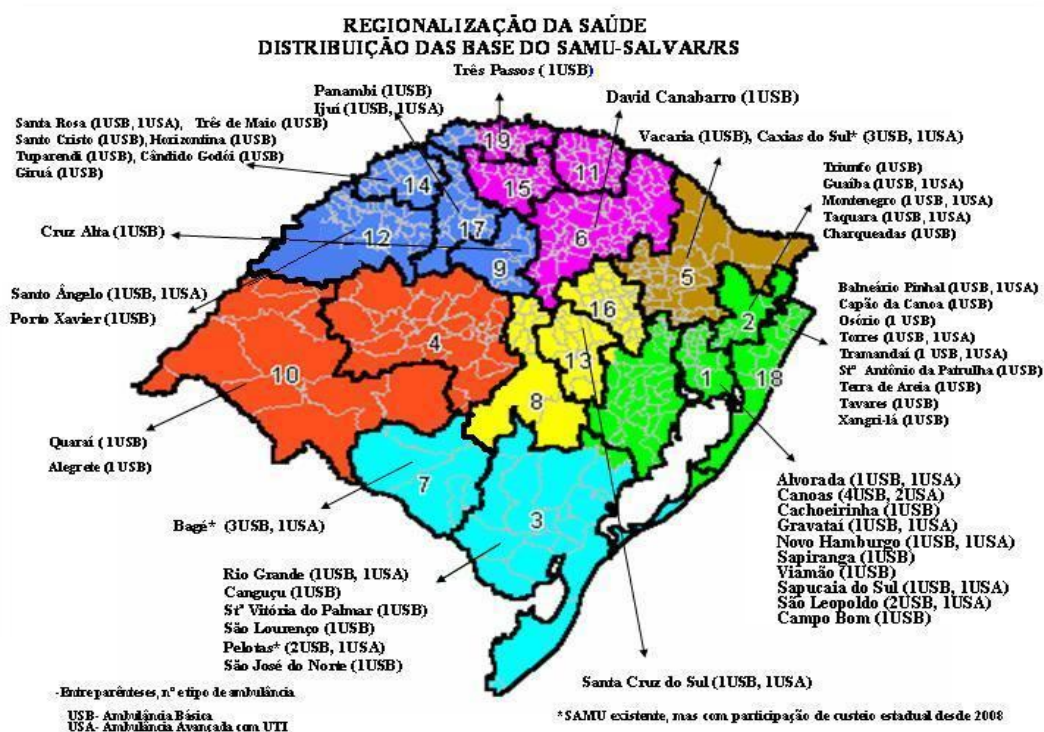 REGIONALIZAÇÃO DA SAÚDE
DISTRIBUIÇÃO DAS BASE DO SAMU-SALVAR/RS
Três Passos ( 1USB)
Panambi (1USB)
Ijuí (1USB, 1USA)
David Canabarro (1USB)
Santa Rosa (1USB, 1USA), Três de Maio (1USB)
Santo Cristo (1USB), Horizontina (1USB)
Tuparendi (1USB), Cândido Godói (1USB)
Giruá (1USB)
Vacaria (1USB), Caxias do Sul* (3USB, 1USA)
Triunfo (1USB)
Guaíba (1USB, 1USA)
Montenegro (1USB, 1USA)
Taquara (1USB, 1USA)
Charqueadas (1USB)
Cruz Alta (1USB)
Santo Ângelo (1USB, 1USA)
Porto Xavier (1USB)
Balneário Pinhal (1USB, 1USA)
Capão da Canoa (1USB)
Osório (1 USB)
Torres (1USB, 1USA)
Tramandaí (1 USB, 1USA)
Stº Antônio da Patrulha (1USB)
Terra de Areia (1USB)
Tavares (1USB)
Xangri-lá (1USB)
19
11
15
14
17
12
6
9
5
16
2
4
13
10
1
18
8
7
3
Quaraí ( 1USB)
Alegrete (1USB)
Bagé* (3USB, 1USA)
Alvorada (1USB, 1USA)
Canoas (4USB, 2USA)
Cachoeirinha (1USB)
Gravataí (1USB, 1USA)
Novo Hamburgo (1USB, 1USA)
Sapiranga (1USB)
Viamão (1USB)
Sapucaia do Sul (1USB, 1USA)
São Leopoldo (2USB, 1USA)
Campo Bom (1USB)
Rio Grande (1USB, 1USA)
Canguçu (1USB)
Stª Vitória do Palmar (1USB)
São Lourenço (1USB)
Pelotas* (2USB, 1USA)
São José do Norte (1USB)
Santa Cruz do Sul (1USB, 1USA)
-Entre parênteses, nº e tipo de ambulância
USB- Ambulância Básica
USA- Ambulância Avançada com UTI
*SAMU existente, mas com participação de custeio estadual desde 2008